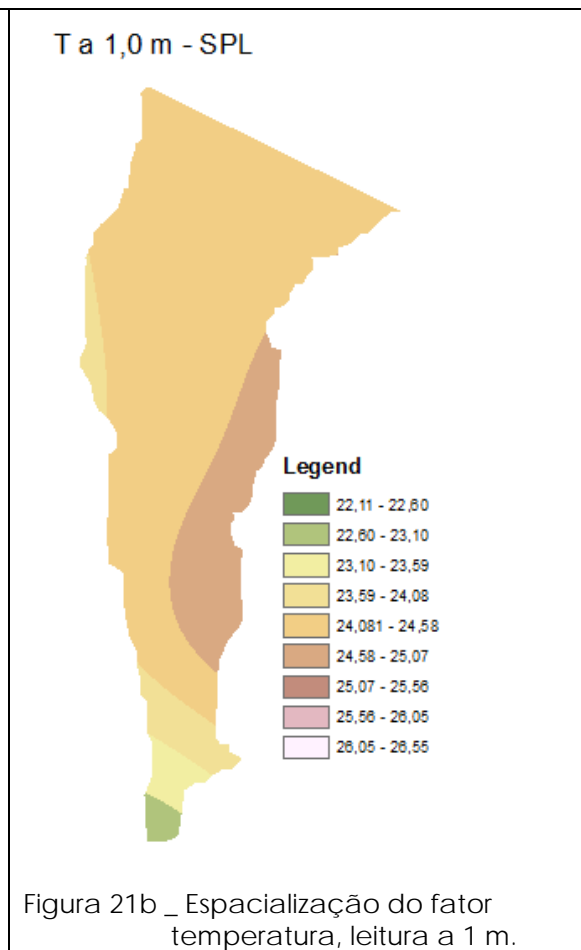 T a 1,0 m - SPL
Legend
22,11 - 22,60
22,60 - 23,10
23,10 - 23,59
23,59 - 24,08
24,081 - 24,58
24,58 - 25,07
25,07 - 25,56
25,56 - 26,05
26,05 - 26,55
Figura 21b _ Espacialização do fator
temperatura, leitura a 1 m.